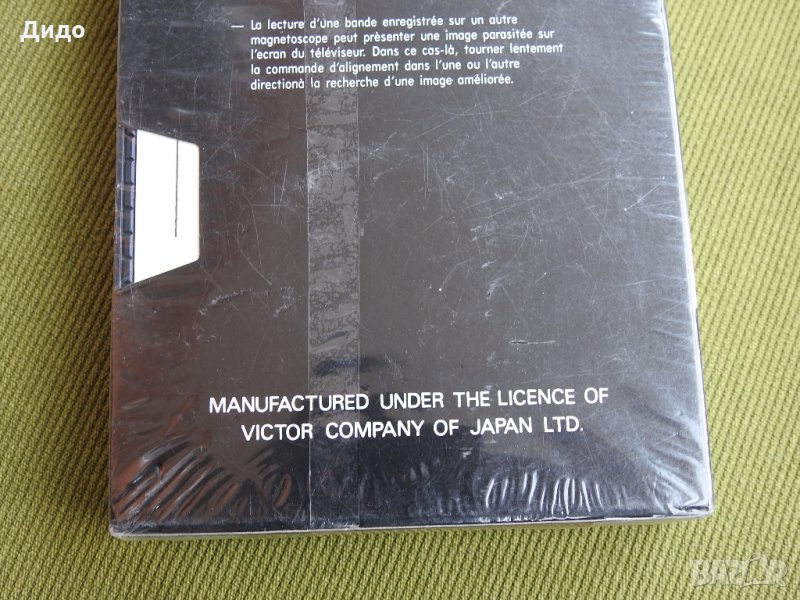 Дидо
— La lecture d'une bande enregistrée sur un autre
magnetoscope peut prèsenter une image parasitée sur
l'ecran du téléviseur. Dans ce cas-là, tourner lentement
la commande d'alignement dans l'une ou l'autre
directionà la recherche d'une image améliorée.
MANUFACTURED UNDER THE LICENCE OF
VICTOR COMPANY OF JAPAN LTD.
BAZAR